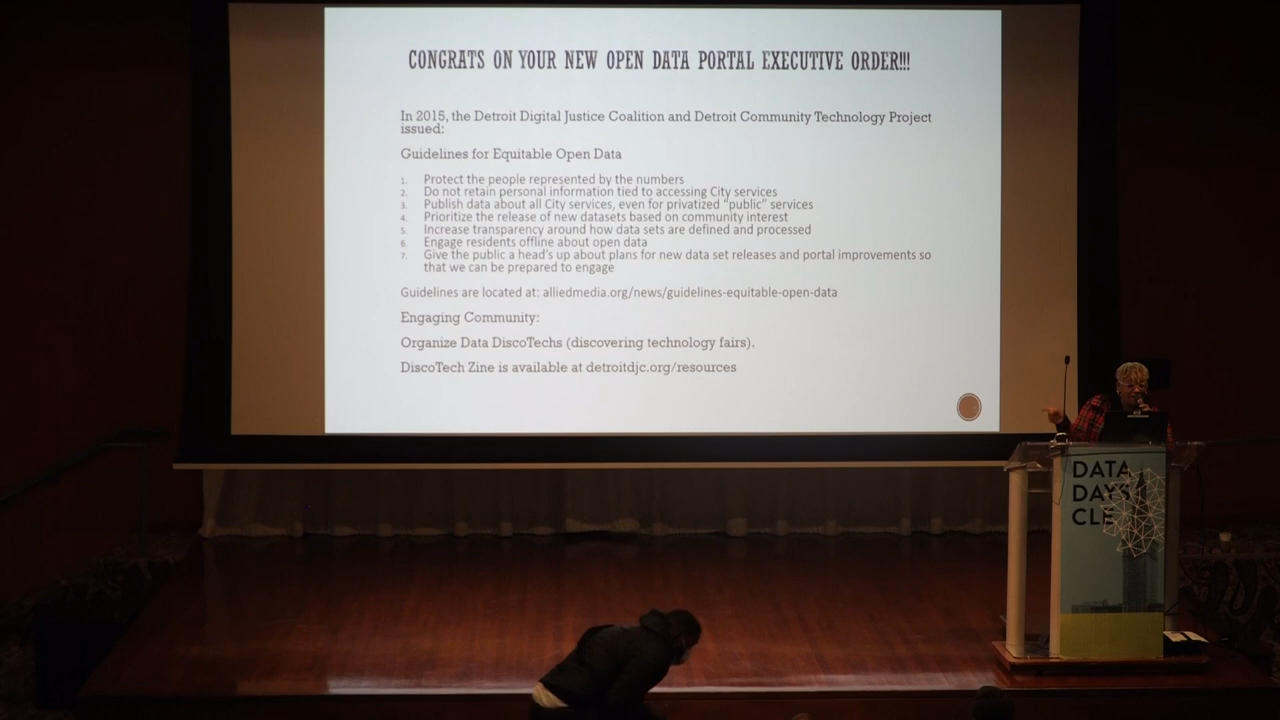 CONGRATS ON YOUR NEW OPEN DATA PORTAL EXECUTIVE ORDER!!!
In 2015, the Detroit Digital Justice Coalition and Detroit Community Technology Project
issued:
Guidelines for Equitable Open Data
1. Protect the people represented by the numbers
2. Do not retain personal information tied to accessing City services
3. Publish data about all City services, even for privatized “public” services
4. Prioritize the release of new datasets based on community interest
5. Increase transparency around how data sets are defined and processed
6. Engage residents offline about open data
7. Give the public a head’s up about plans for new data set releases and portal improvements so
that we can be prepared to engage
Guidelines are located at: alliedmedia.org/news/guidelines-equitable-open-data
Engaging Community:
Organize Data DiscoTechs (discovering technology fairs).
DiscoTech Zine is available at detroitdjc.org/resources
DATA
DAYS
CLE